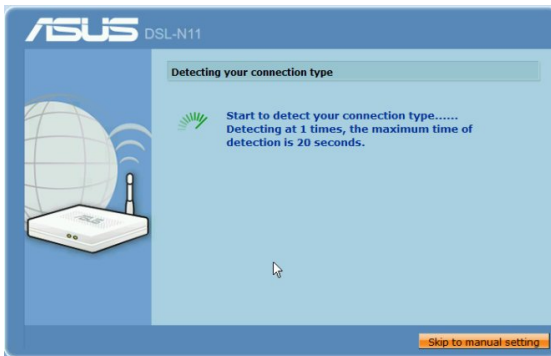 ASUS DSL-N11
Detecting your connection type
Start to detect your connection type......
Detecting at 1 times, the maximum time of
detection is 20 seconds.
ASUS
Skip to manual setting